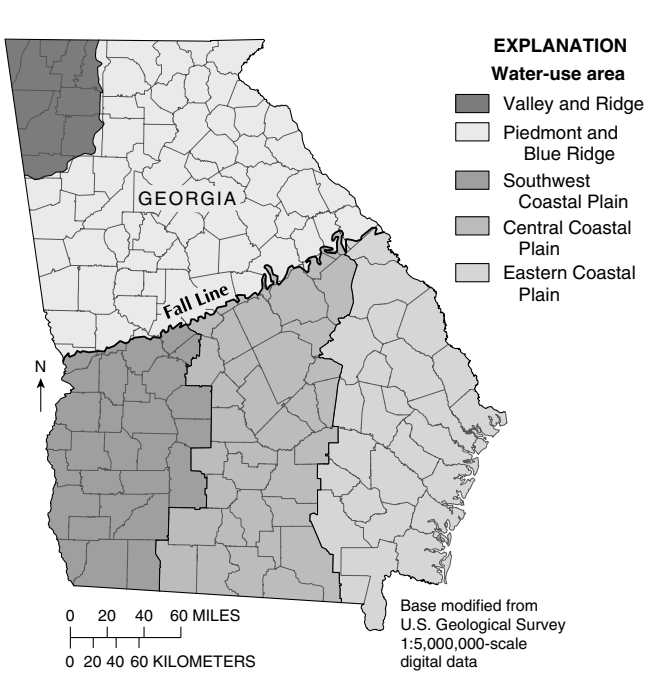 EXPLANATION
Water-use area
Valley and Ridge
Piedmont and
Blue Ridge
Southwest
Coastal Plain
Central Coastal
Plain
Eastern Coastal
Plain
GEORGIA
Fall Line
N
0 20 40 60 MILES
0 20 40 60 KILOMETERS
Base modified from
U.S. Geological Survey
1:5,000,000-scale
digital data